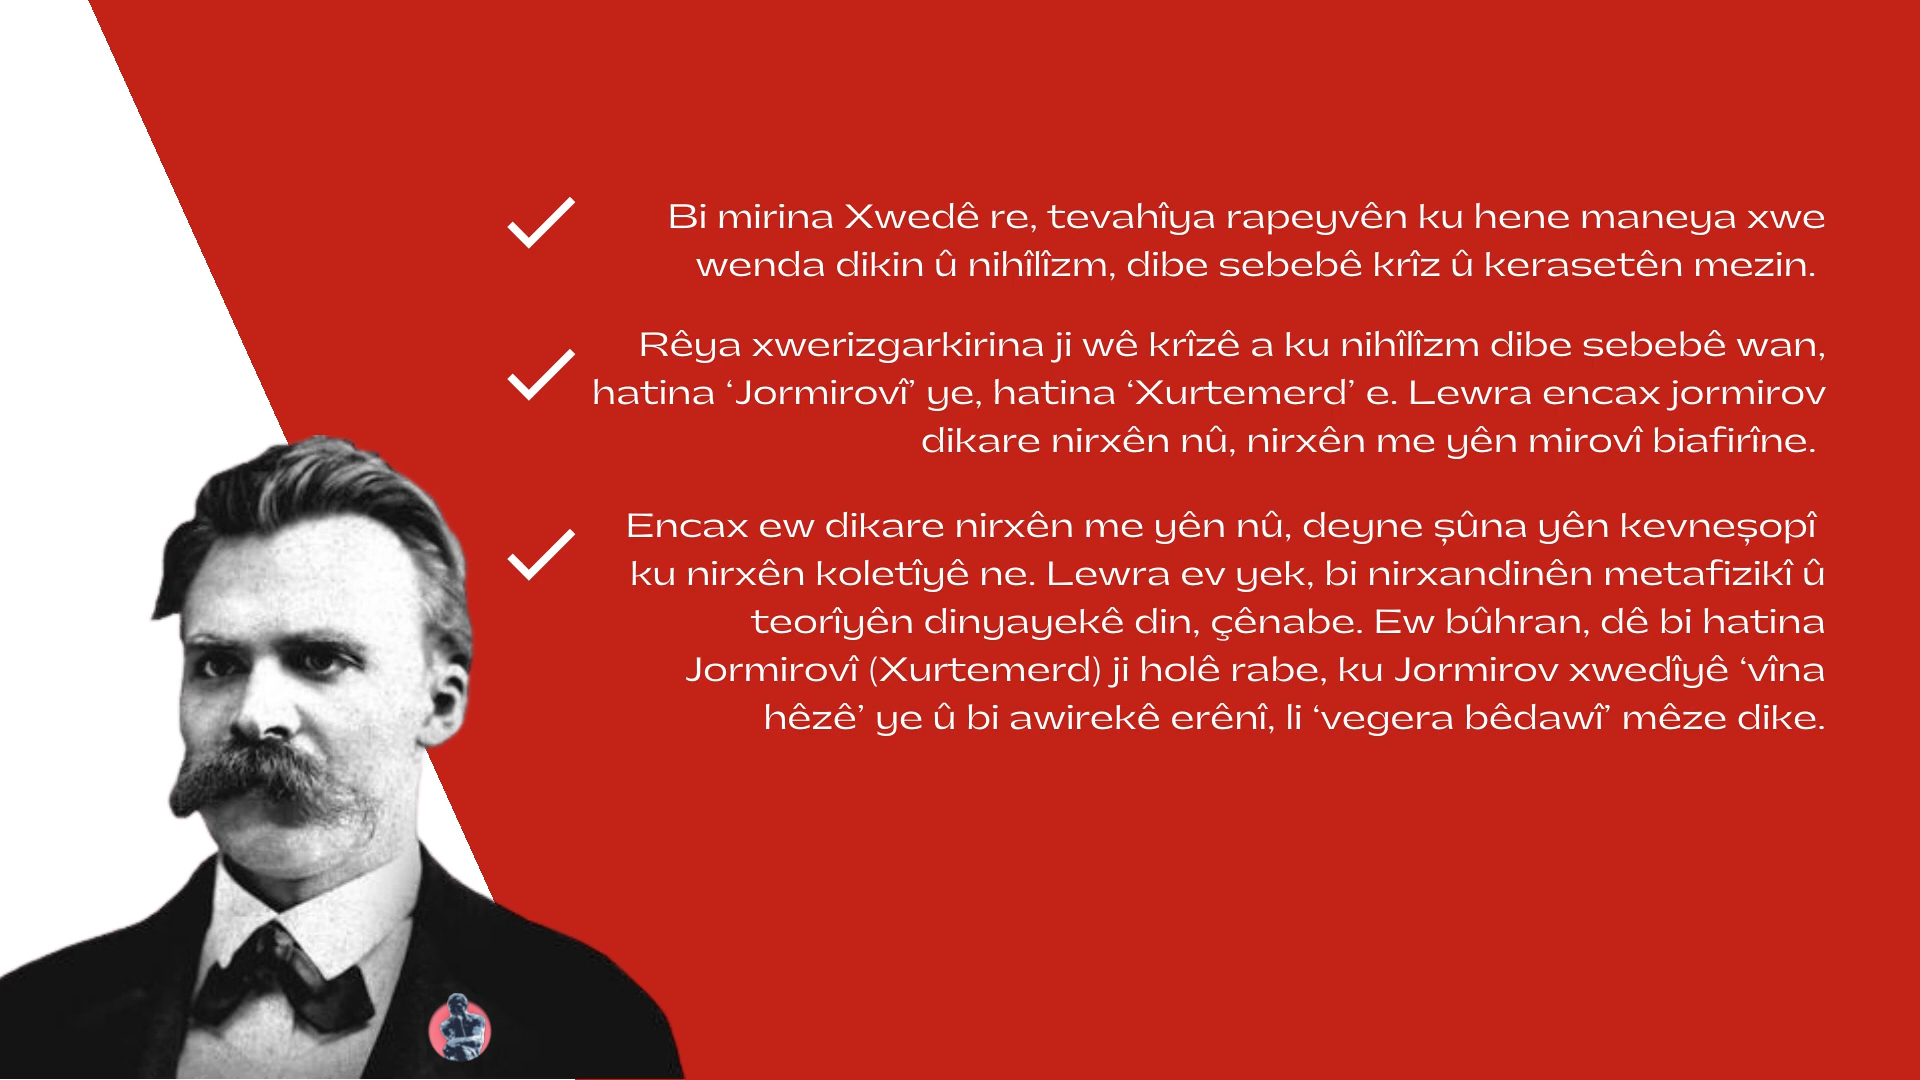 Bi mirina Xwedê re, tevahîya rapeyvên ku hene maneya xwe
wenda dikin û nihîlîzm, dibe sebebê krîz û kerasetên mezin.
Rêya xwerizgarkirina ji wê krîzê a ku nihîlîzm dibe sebebê wan,
hatina ‘Jormirovî’ ye, hatina ‘Xurtemerd’ e. Lewra encax jormirov
dikare nirxên nû, nirxên me yên mirovî biafirîne.
Encax ew dikare nirxên me yên nû, deyne șûna yên kevneșopî
ku nirxên koletîyê ne. Lewra ev yek, bi nirxandinên metafizikî û
teorîyên dinyayekê din, çênabe. Ew bûhran, dê bi hatina
Jormirovî (Xurtemerd) ji holê rabe, ku Jormirov xwedîyê ‘vîna
hêzê’ ye û bi awirekê erênî, li ‘vegera bêdawî’ mêze dike.